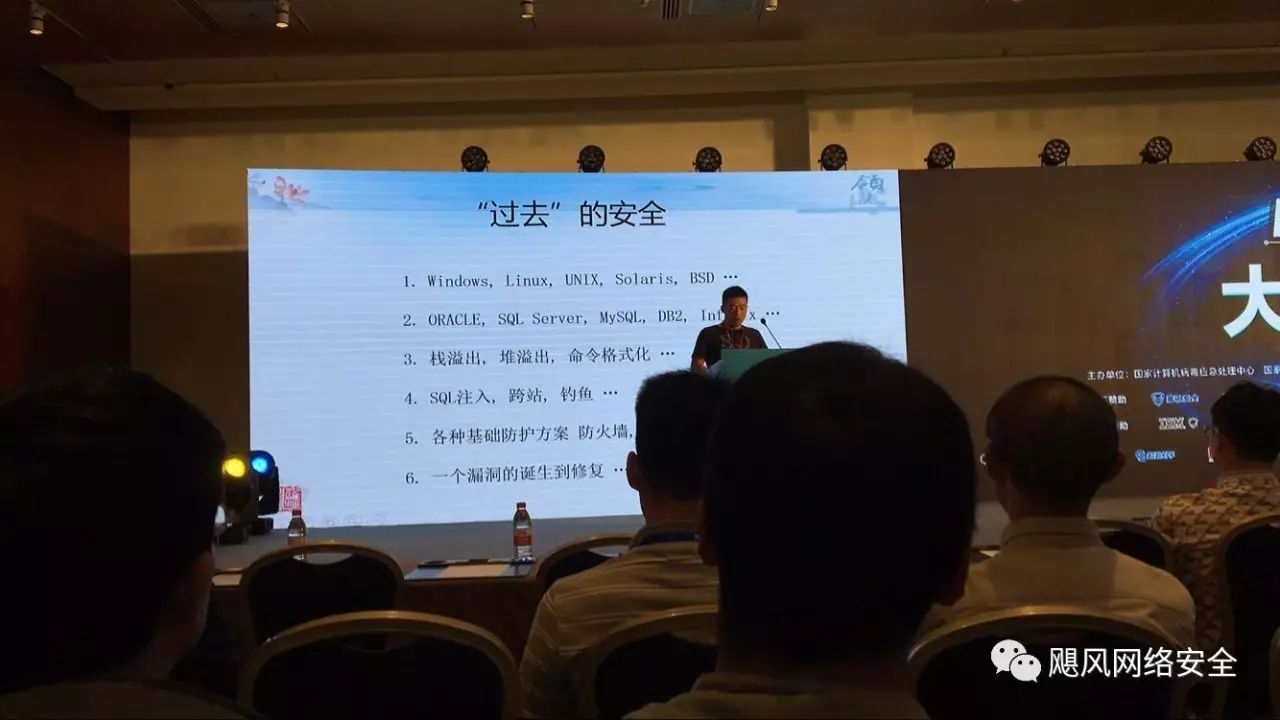 “过去”的安全
1. Windows, Linux, UNIX, Solaris, BSD …
2. ORACLE, SQL Server, MySQL, DB2, Inf x …
3. 栈溢出, 堆溢出, 命令格式化 …
4. SQL注入, 跨站, 钓鱼 …
5. 各种基础防护方案 防火墙,
6. 一个漏洞的诞生到修复 …
大
主办单位: 国家计算机病毒应急处理中心 国家
IBM
飓风网络安全